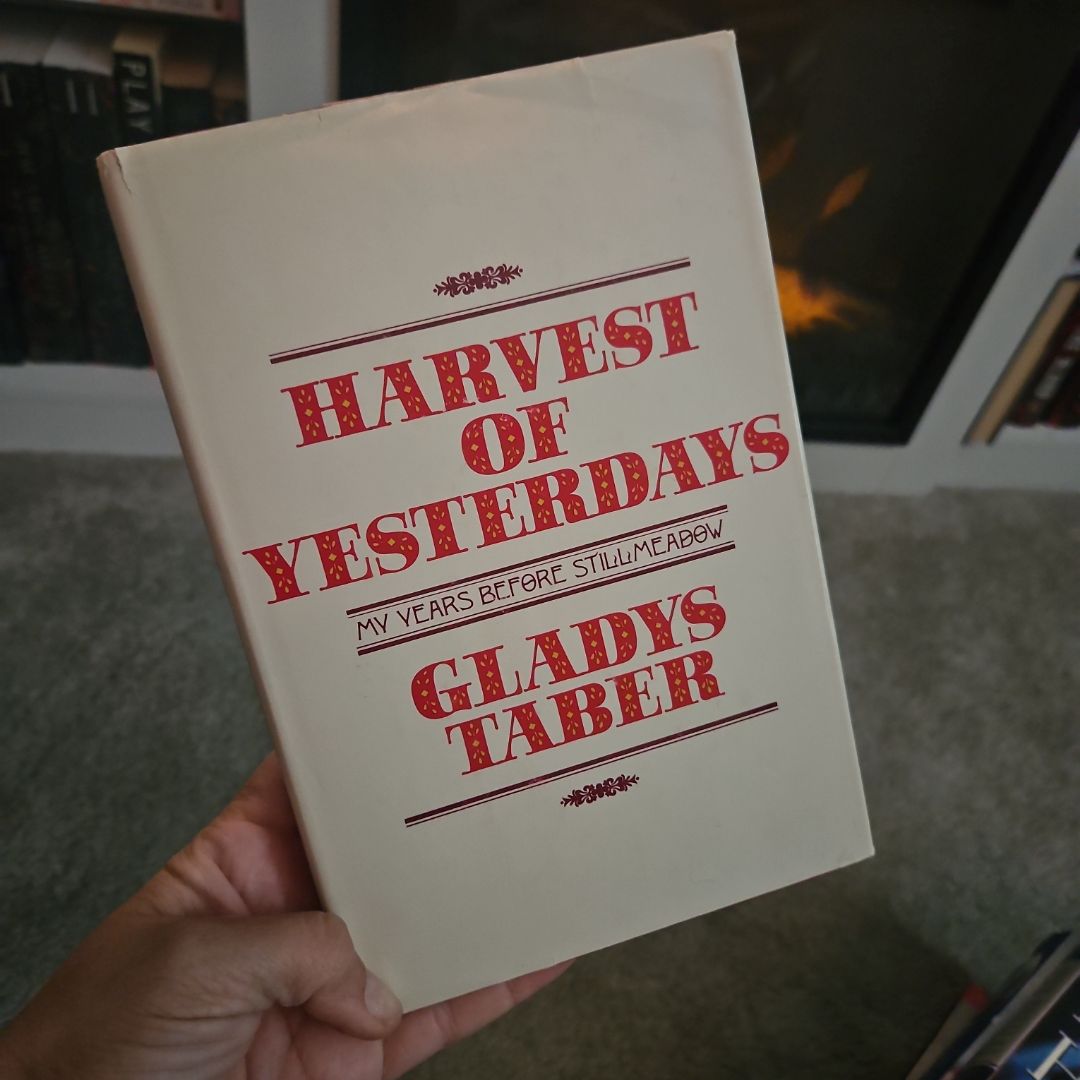 PLAY
HARVEST
OF
YESTERDAYS
MY YEARS BEFORE STILLMEADOW
GLADYS
TABER